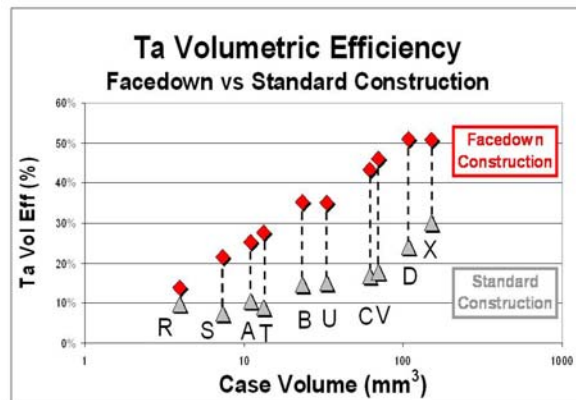 Ta Volumetric Efficiency
Facedown vs Standard Construction
60%
50%
40%
30%
20%
10%
0%
Ta Vol Eff (%)
Facedown
Construction
Standard
Construction
R
S
A
T
B
U
C
V
D
X
1
10
100
1000
Case Volume (mm³)